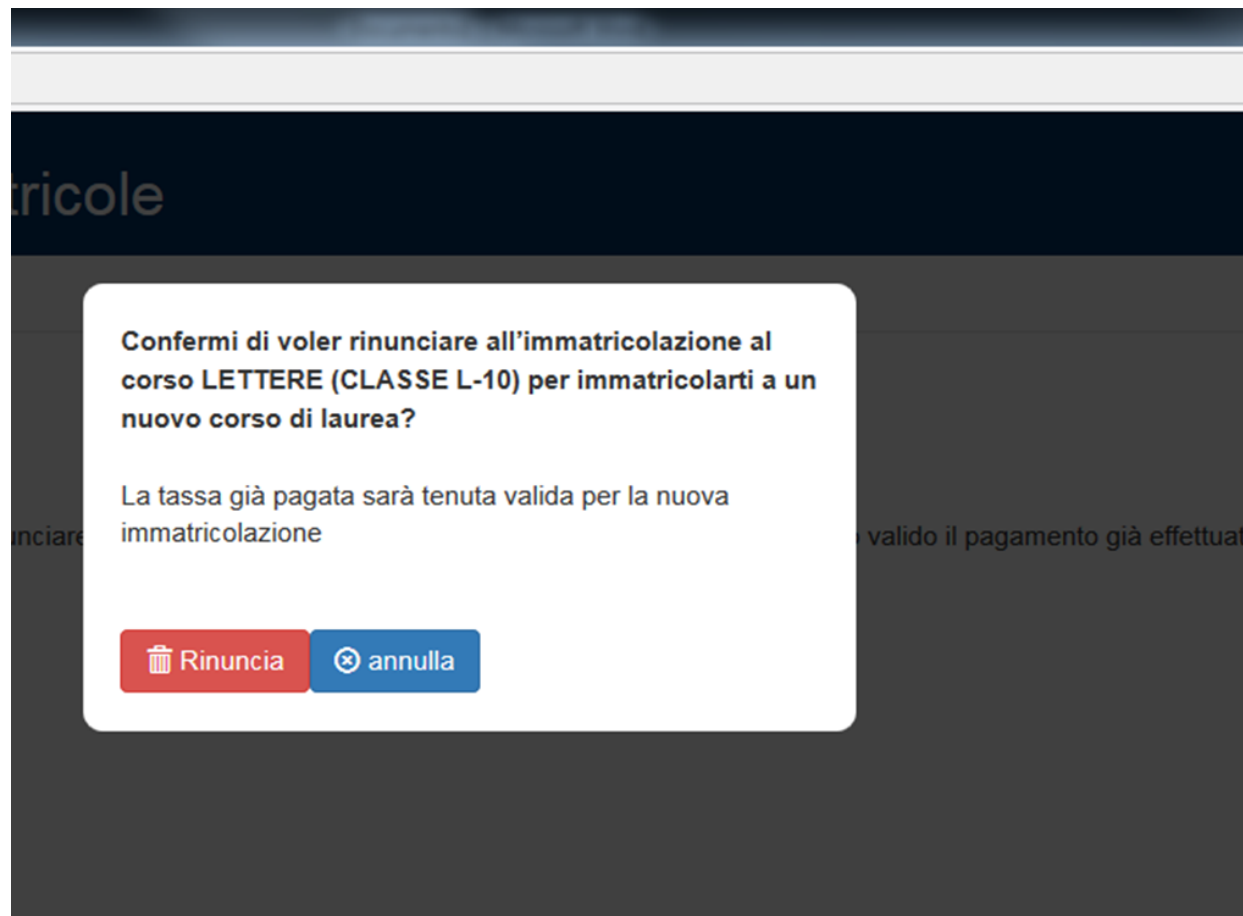 tricole
Confermi di voler rinunciare all’immatricolazione al
corso LETTERE (CLASSE L-10) per immatricolarti a un
nuovo corso di laurea?
La tassa già pagata sarà tenuta valida per la nuova
immatricolazione
unciare valido il pagamento già effettuat
Rinuncia annulla